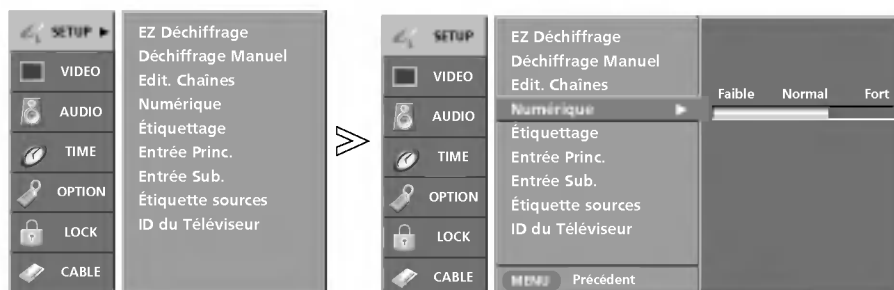 SETUP
VIDEO
AUDIO
TIME
OPTION
LOCK
CABLE
EZ Déchiffrage
Déchiffrage Manuel
Edit. Chaînes
Numérique
Étiquettage
Entrée Princ.
Entrée Sub.
Étiquette sources
ID du Téléviseur
SETUP
VIDEO
AUDIO
TIME
OPTION
LOCK
CABLE
EZ Déchiffrage
Déchiffrage Manuel
Edit. Chaînes
Numérique
Étiquettage
Entrée Princ.
Entrée Sub.
Étiquette sources
ID du Téléviseur
MENU Précédent
Faible Normal Fort